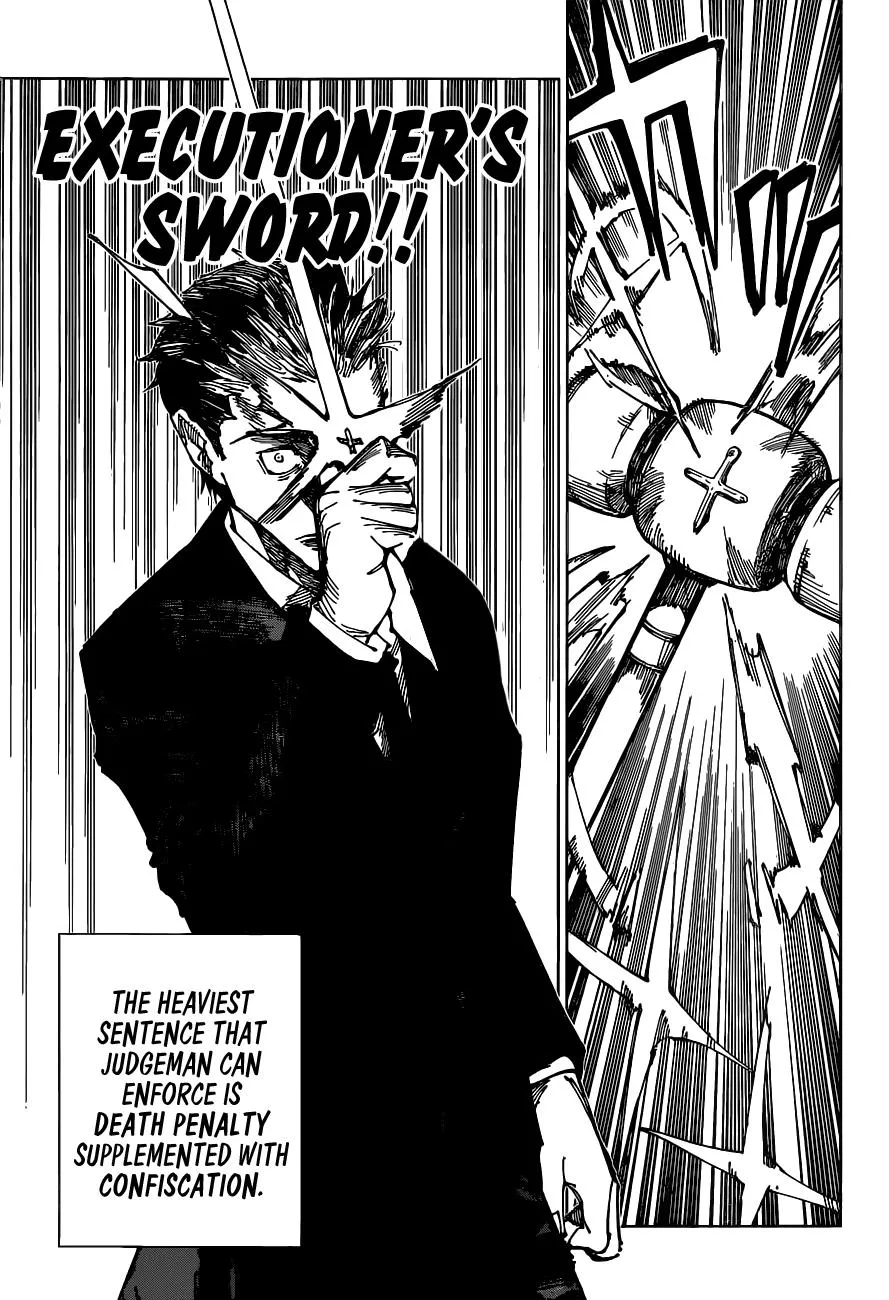 EXECUTIONER'S
SWORD!!
THE HEAVIEST
SENTENCE THAT
JUDGEMAN CAN
ENFORCE IS
DEATH PENALTY
SUPPLEMENTED WITH
CONFISCATION.